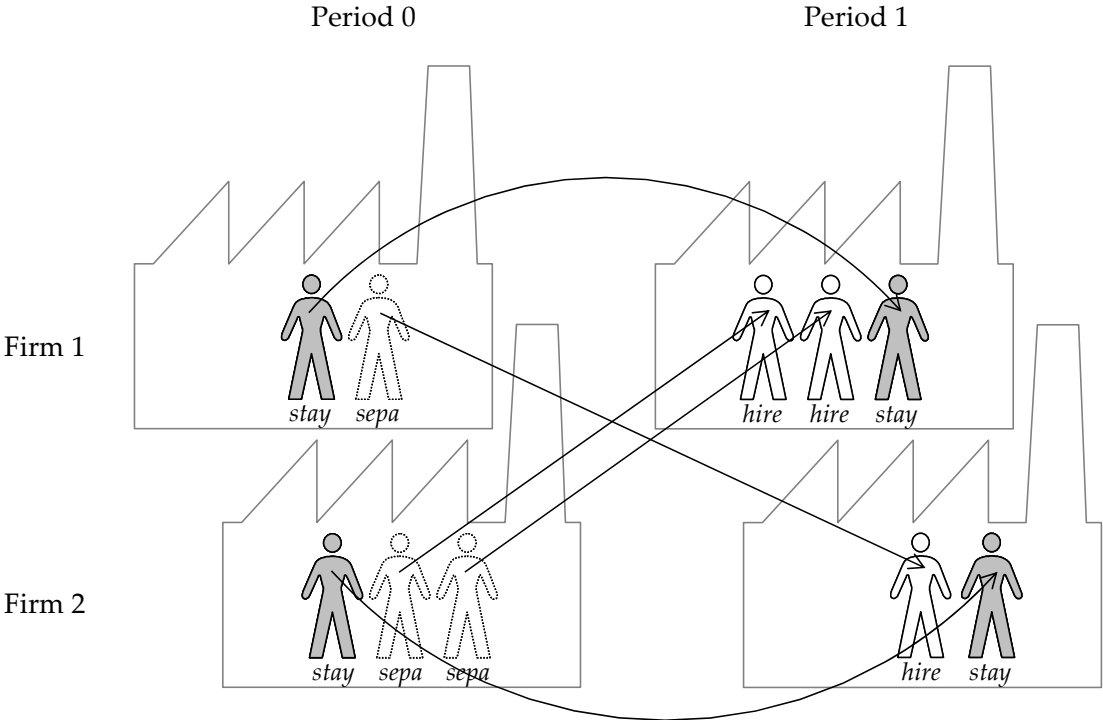 Period 0 Period 1
Firm 1
stay sepa
hire hire stay
Firm 2
stay sepa sepa
hire stay